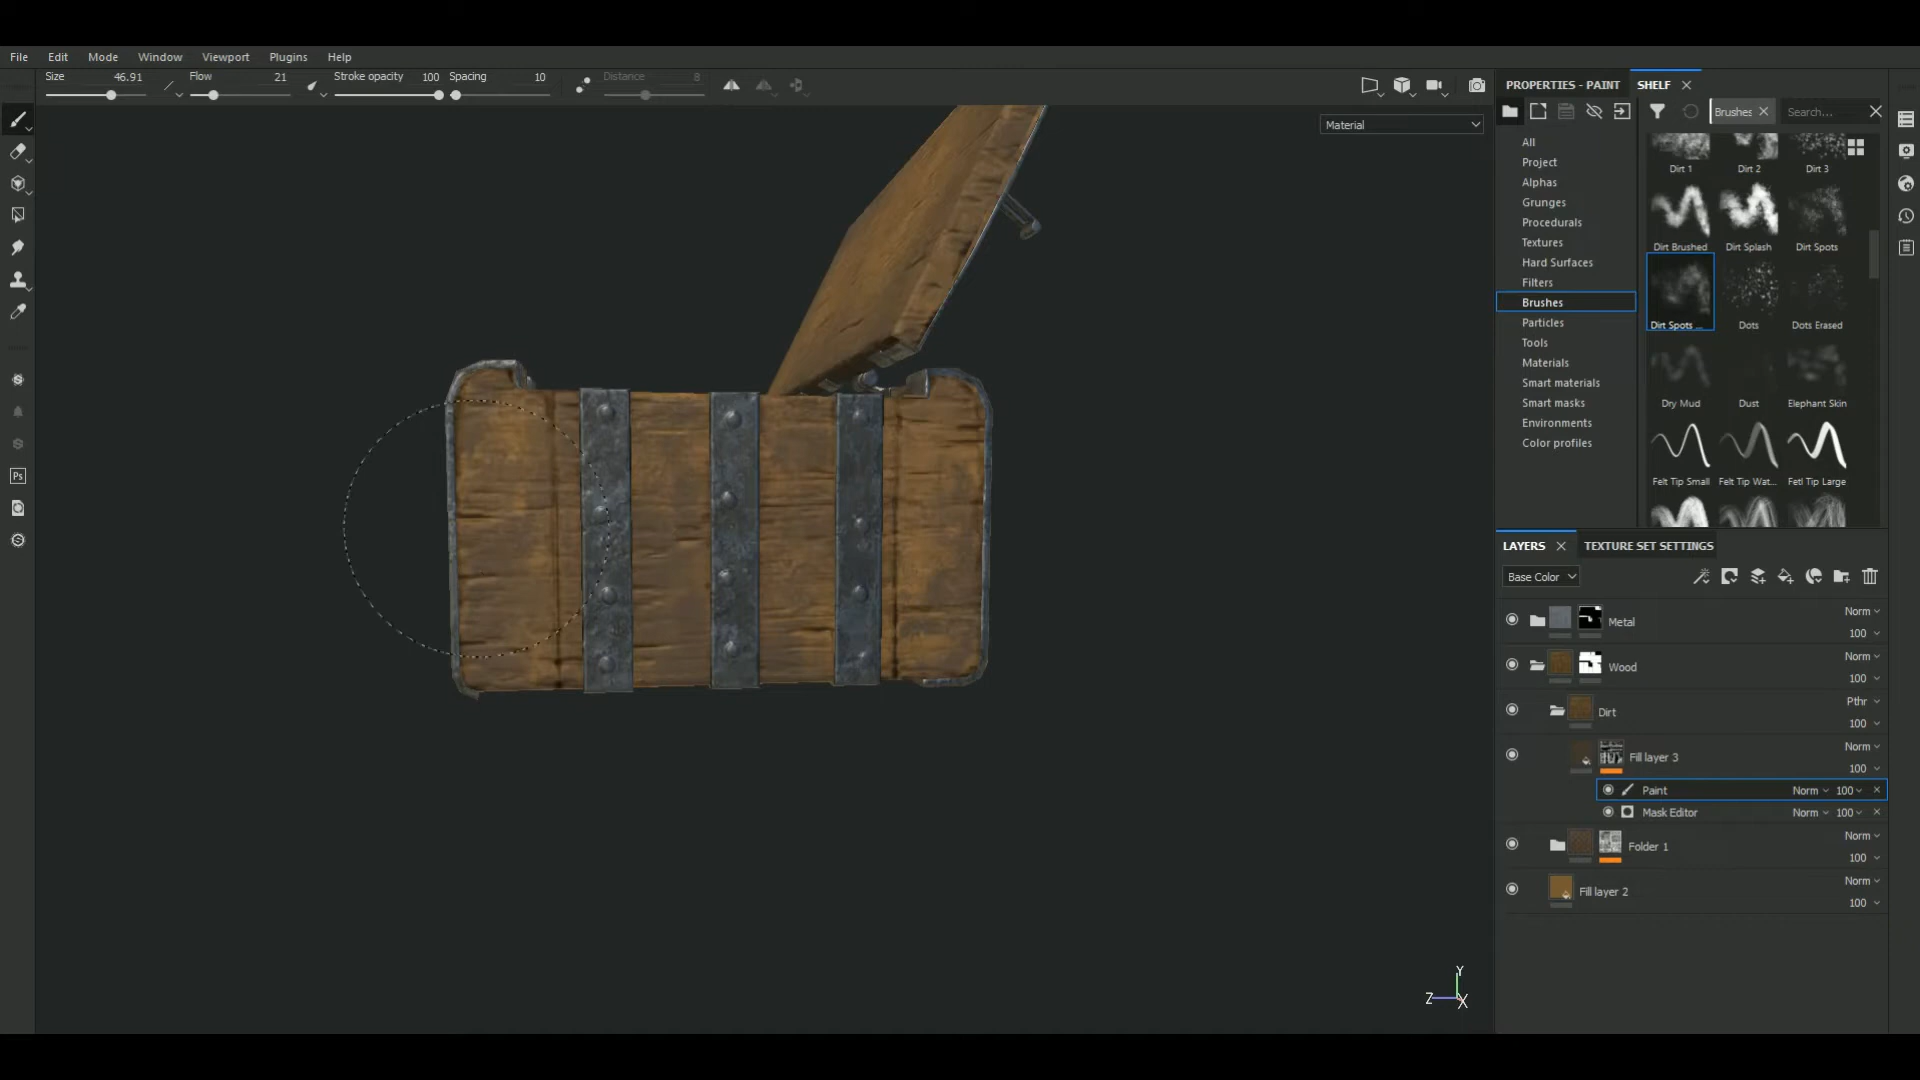 File Edit Mode Window Viewport Plugins Help
Size 46.91 Flow 21 Stroke opacity 100 Spacing 10 Distance 8
Material
PROPERTIES - PAINT SHELF
Brushes Search...
All
Project
Alphas
Grunges
Procedurals
Textures
Hard Surfaces
Filters
Brushes
Particles
Tools
Materials
Smart materials
Smart masks
Environments
Color profiles
Dirt 1 Dirt 2 Dirt 3
Dirt Brushed Dirt Splash Dirt Spots
Dirt Spots ... Dots Dots Erased
Dry Mud Dust Elephant Skin
Felt Tip Small Felt Tip Wat... Fetl Tip Large
LAYERS TEXTURE SET SETTINGS
Base Color
Metal Norm
100
Wood Norm
100
Dirt Pthr
100
Fill layer 3 Norm
100
Paint Norm 100
Mask Editor Norm 100
Folder 1 Norm
100
Fill layer 2 Norm
100
Ps
Y
Z X